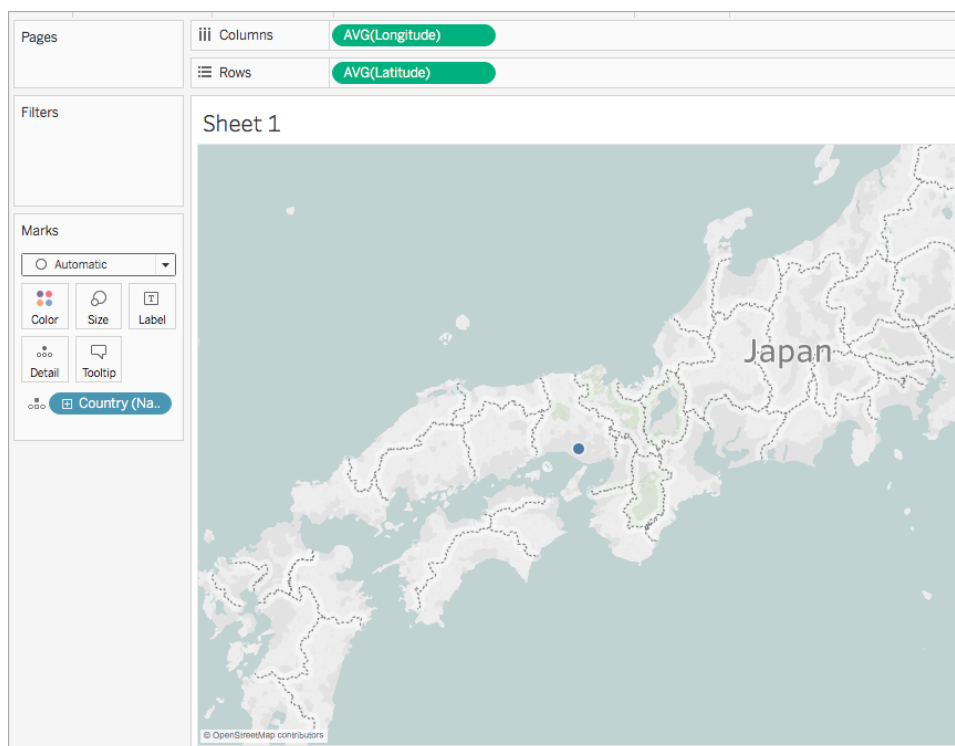 Pages
iii Columns
AVG(Longitude)
Rows
AVG(Latitude)
Filters
Sheet 1
Marks
Automatic
Color
Size
T
Label
Detail
Tooltip
Country (Na..
Japan
© OpenStreetMap contributors